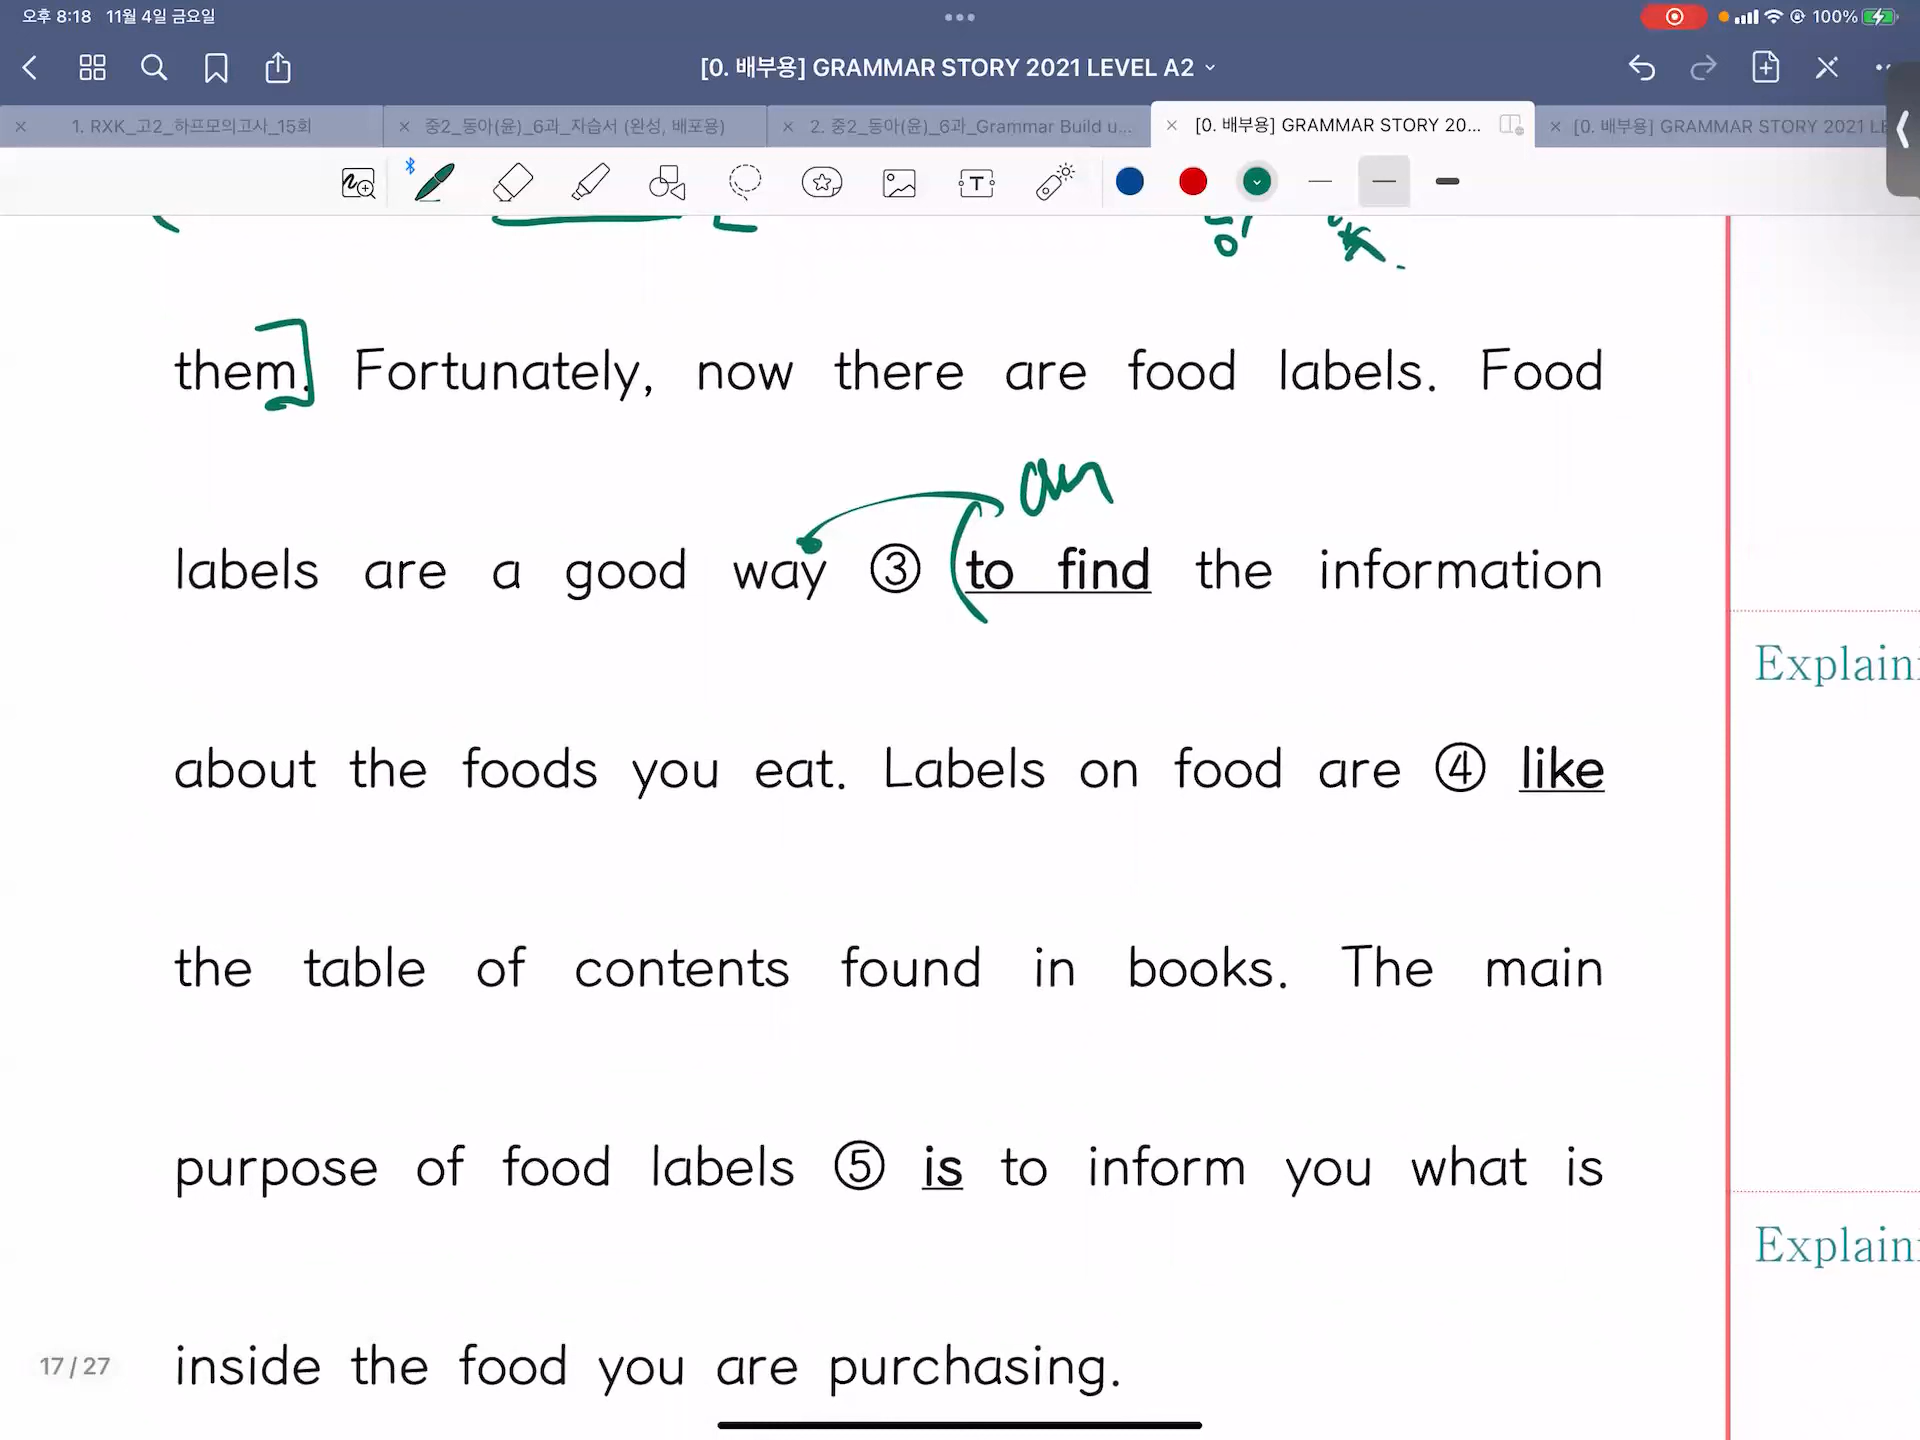 오후 8:18 11월 4일 금요일
100%
[0. 배부용] GRAMMAR STORY 2021 LEVEL A2
1. RXK_고2_하프모의고사_15회
중2_동아(윤)_6과_자습서 (완성, 배포용)
2. 중2_동아(윤)_6과_Grammar Build u...
[0. 배부용] GRAMMAR STORY 20...
[0. 배부용] GRAMMAR STORY 2021 LE
T
them. Fortunately, now there are food labels. Food
labels are a good way ③ to find the information
about the foods you eat. Labels on food are ④ like
the table of contents found in books. The main
purpose of food labels ⑤ is to inform you what is
inside the food you are purchasing.
Explaini
Explaini
17 / 27